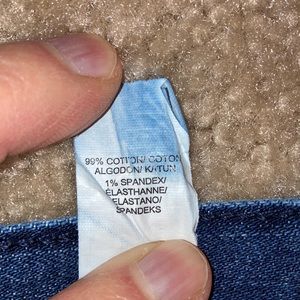 99% COTTON/ COTON
ALGODON/ KATUN
1% SPANDEX/
ÉLASTHANNE/
ELASTANO/
SPANDEKS